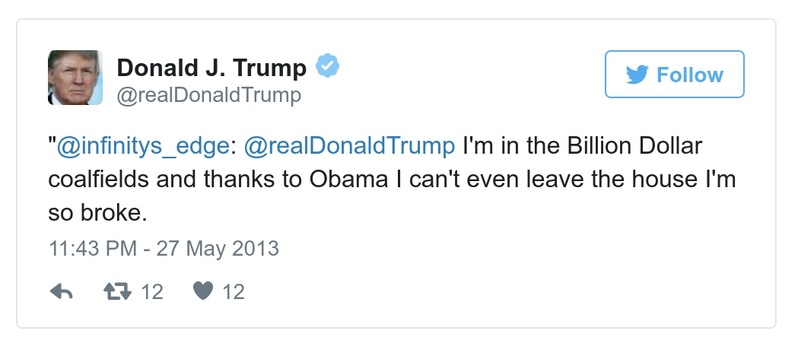 Donald J. Trump
@realDonaldTrump
Follow
"@infinitys_edge: @realDonaldTrump I'm in the Billion Dollar
coalfields and thanks to Obama I can't even leave the house I'm
so broke.
11:43 PM - 27 May 2013
12 12